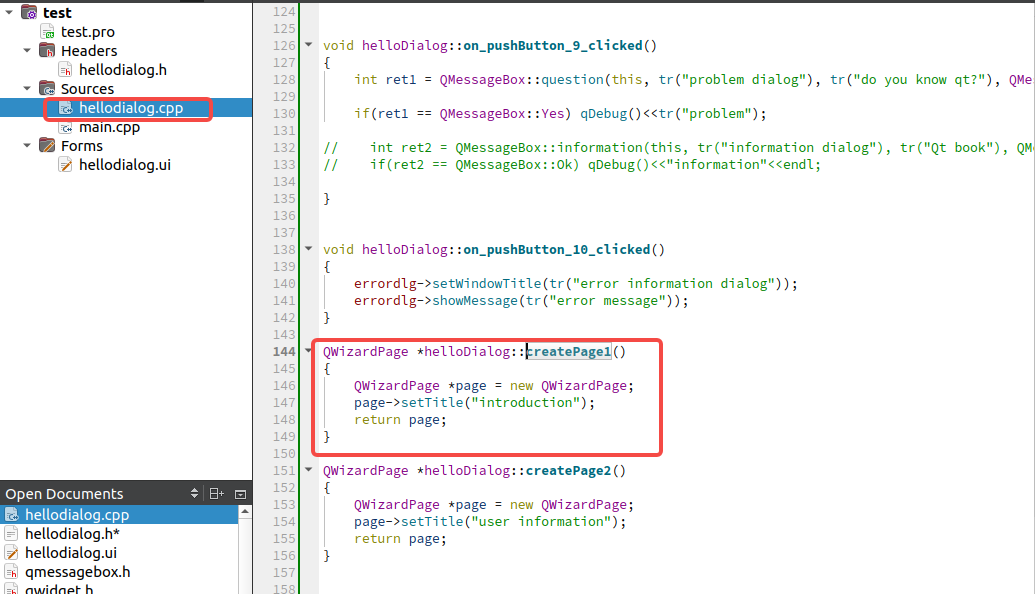 test
test.pro
Headers
hellodialog.h
Sources
hellodialog.cpp
main.cpp
Forms
hellodialog.ui
Open Documents
hellodialog.cpp
hellodialog.h*
hellodialog.ui
qmessagebox.h
qwidget.h
124
125
126 void helloDialog::on_pushButton_9_clicked()
127 {
128     int ret1 = QMessageBox::question(this, tr("problem dialog"), tr("do you know qt?"), QMe
129
130     if(ret1 == QMessageBox::Yes) qDebug()<<tr("problem");
131
132 //    int ret2 = QMessageBox::information(this, tr("information dialog"), tr("Qt book"), QM
133 //    if(ret2 == QMessageBox::Ok) qDebug()<<"information"<<endl;
134
135 }
136
137
138 void helloDialog::on_pushButton_10_clicked()
139 {
140     errordlg->setWindowTitle(tr("error information dialog"));
141     errordlg->showMessage(tr("error message"));
142 }
143
144 QWizardPage *helloDialog::createPage1()
145 {
146     QWizardPage *page = new QWizardPage;
147     page->setTitle("introduction");
148     return page;
149 }
150
151 QWizardPage *helloDialog::createPage2()
152 {
153     QWizardPage *page = new QWizardPage;
154     page->setTitle("user information");
155     return page;
156 }
157
158